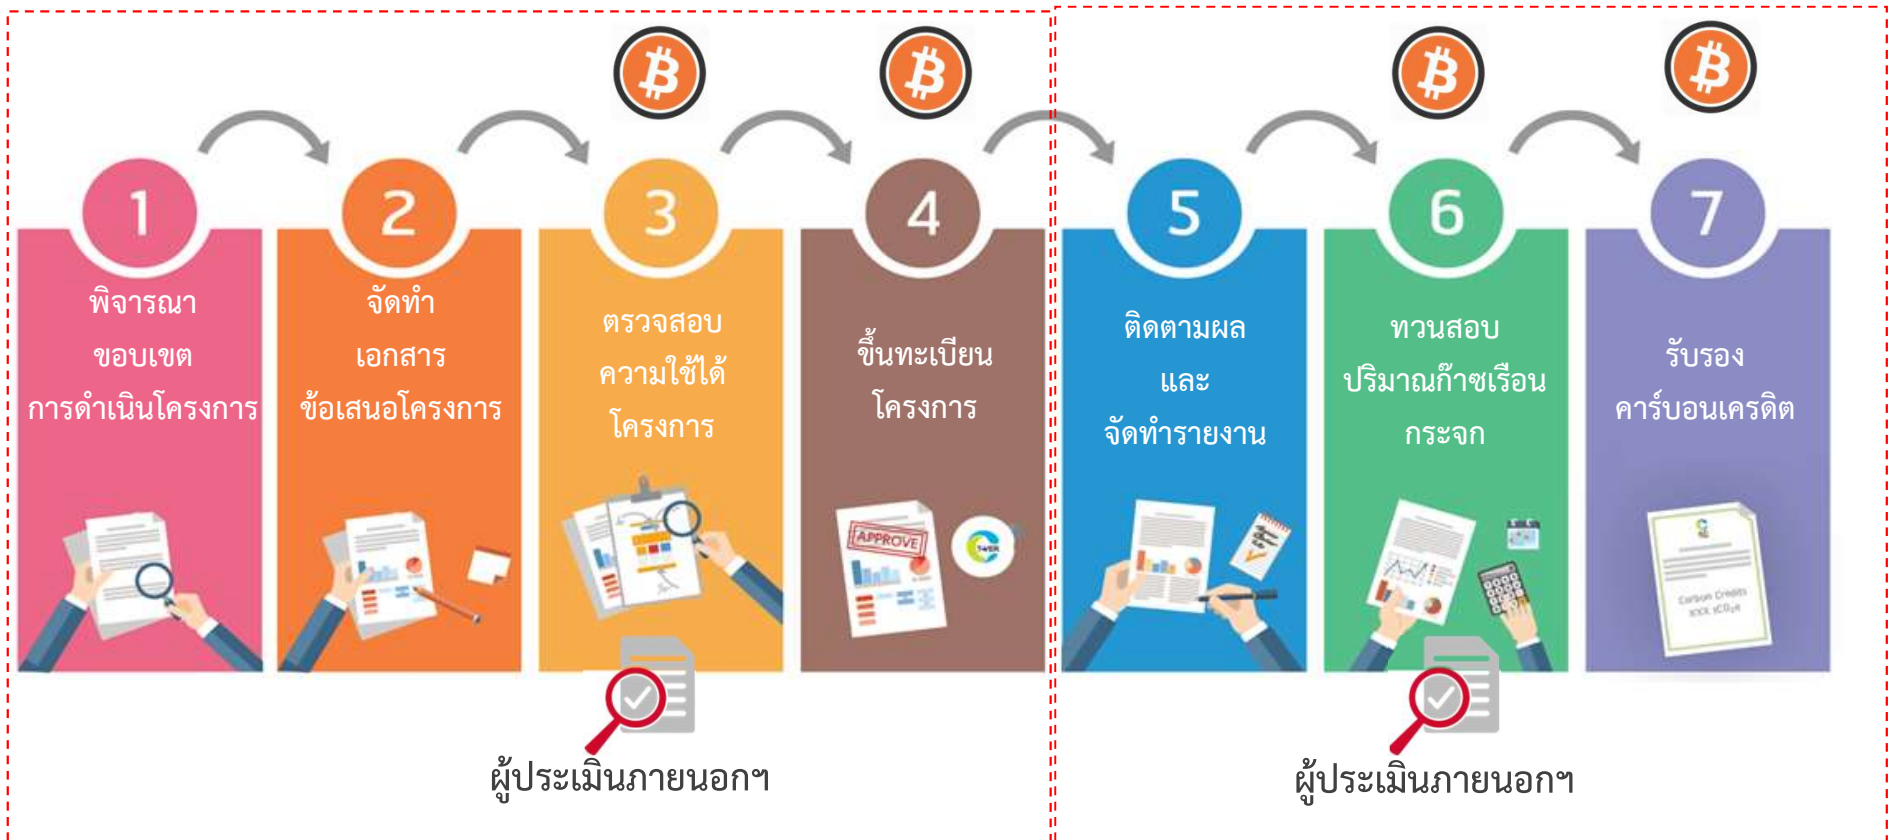 1
พิจารณา
ขอบเขต
การดำเนินโครงการ
2
จัดทำ
เอกสาร
ข้อเสนอโครงการ
3
ตรวจสอบ
ความใช้ได้
โครงการ
ผู้ประเมินภายนอกฯ
4
ขึ้นทะเบียน
โครงการ
APPROVE
T-VER
5
ติดตามผล
และ
จัดทำรายงาน
6
ทวนสอบ
ปริมาณก๊าซเรือน
กระจก
ผู้ประเมินภายนอกฯ
7
รับรอง
คาร์บอนเครดิต
Carbon Credits
XXX tCO₂e